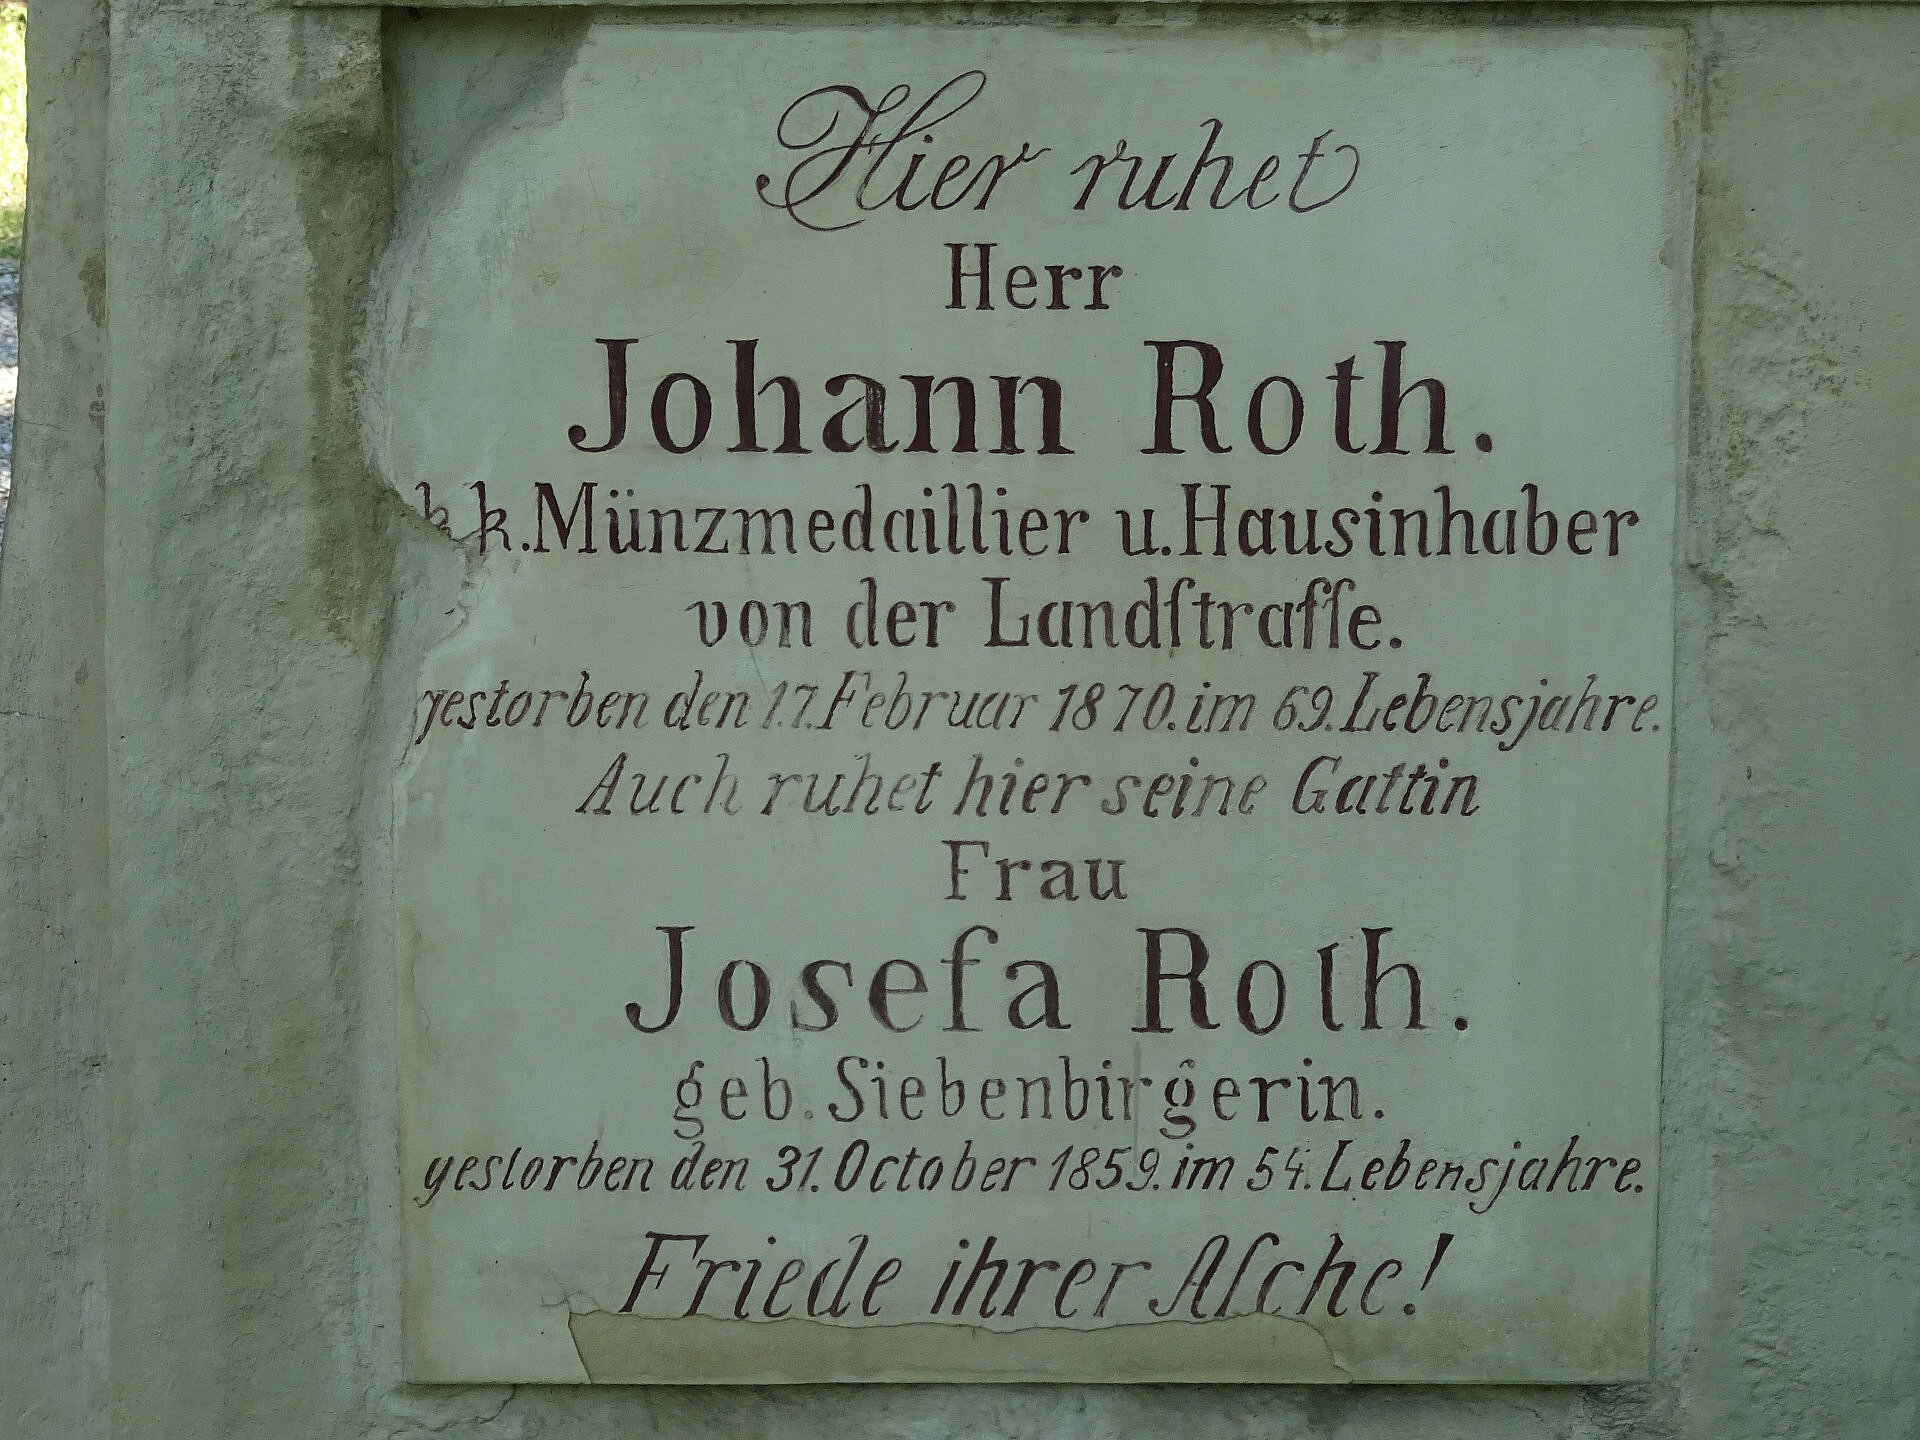 Hier ruhet
Herr
Johann Roth.
k k. Münzmedaillier u. Hausinhaber
von der Landſtraſſe.
gestorben den 17. Februar 1870. im 69. Lebensjahre.
Auch ruhet hier seine Gattin
Frau
Josefa Roth.
geb. Siebenbirgerin.
gestorben den 31. October 1859. im 54. Lebensjahre.
Friede ihrer Aſche!